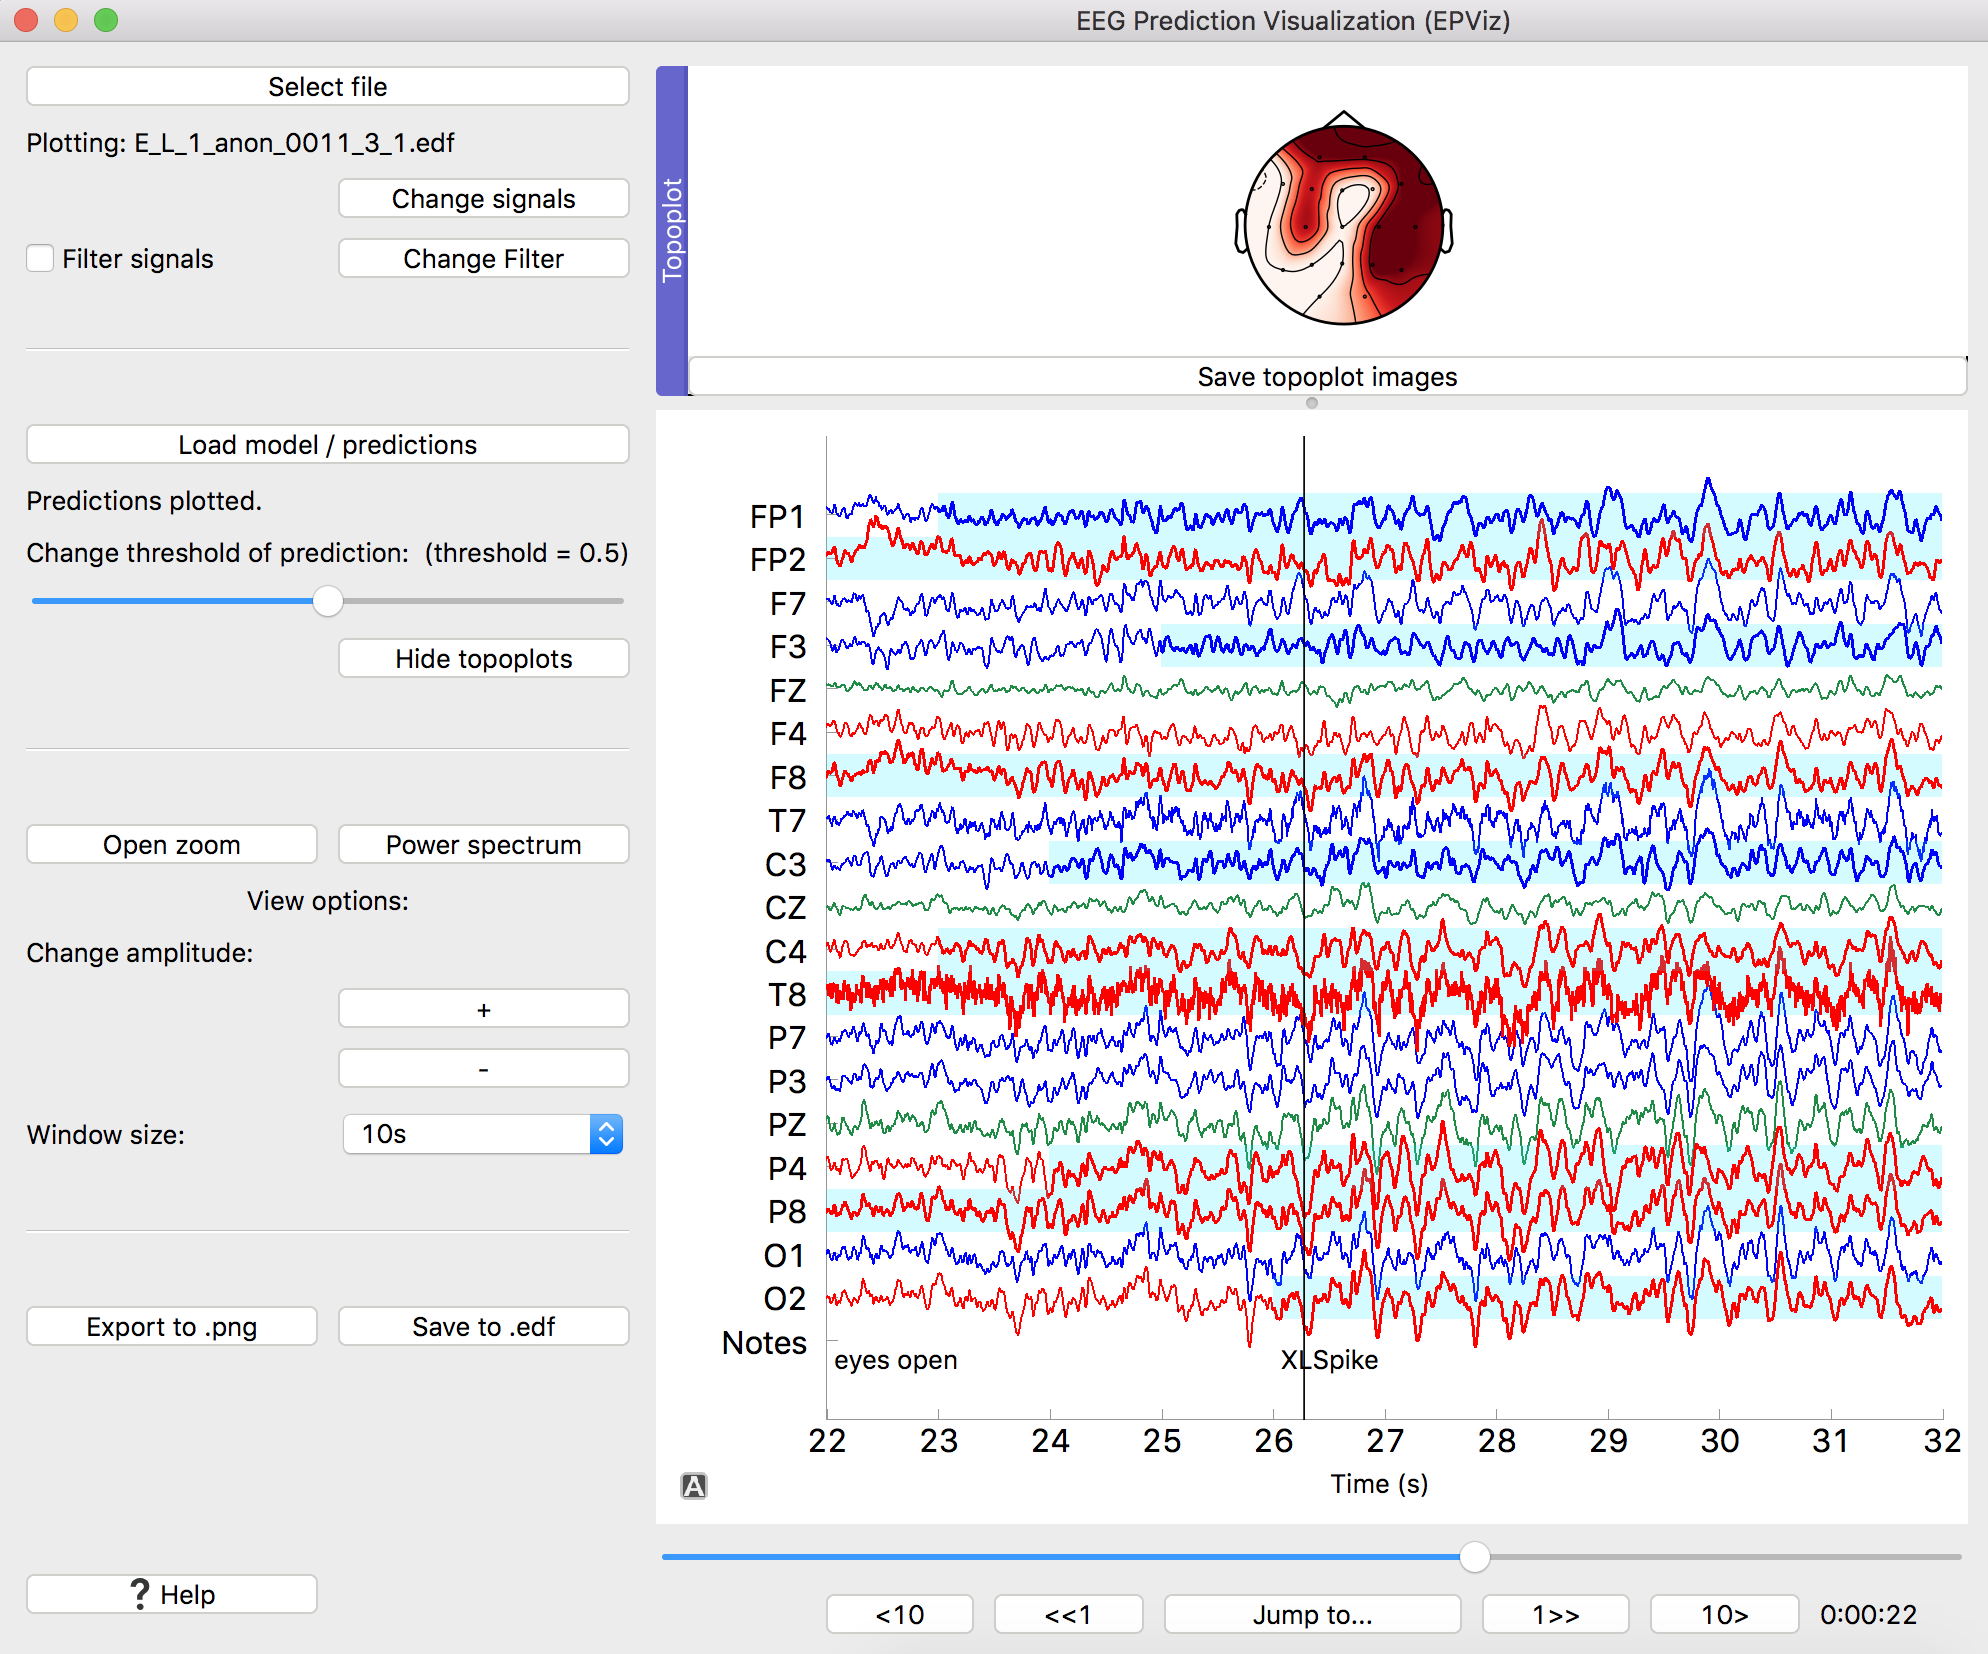 EEG Prediction Visualization (EPViz)
Select file
Plotting: E_L_1_anon_0011_3_1.edf
Change signals
Filter signals
Change Filter
Load model / predictions
Predictions plotted.
Change threshold of prediction: (threshold = 0.5)
Hide topoplots
Open zoom
Power spectrum
View options:
Change amplitude:
+
-
Window size:
10s
Export to .png
Save to .edf
? Help
Topoplot
Save topoplot images
FP1
FP2
F7
F3
FZ
F4
F8
T7
C3
CZ
C4
T8
P7
P3
PZ
P4
P8
O1
O2
Notes
eyes open
XLSpike
22 23 24 25 26 27 28 29 30 31 32
Time (s)
A
<10
<<1
Jump to...
1>>
10>
0:00:22